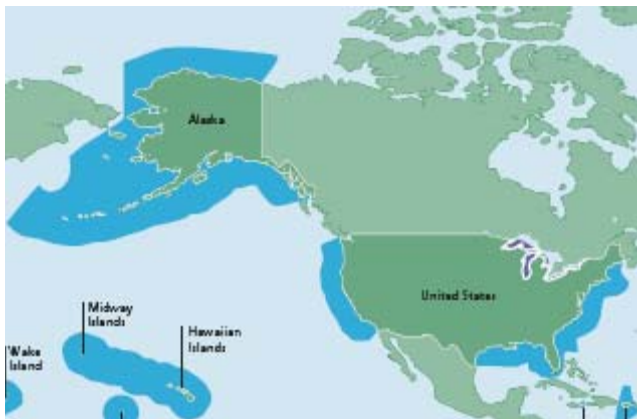 Alaska
United States
Midway
Islands
Hawaiian
Islands
Wake
Island